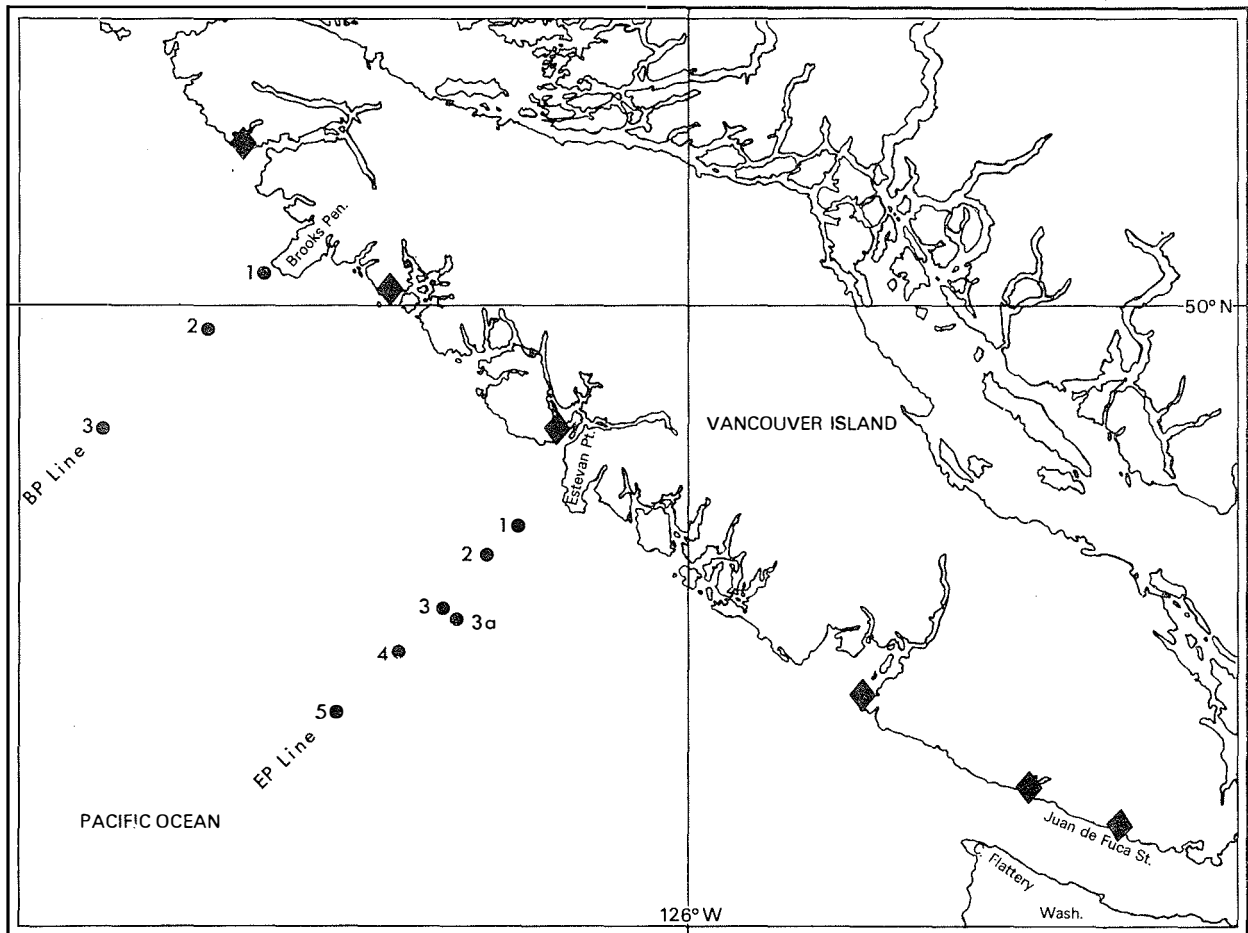 Brooks Pen.
1
50° N
2
3
BP Line
VANCOUVER ISLAND
Estevan Pt.
1
2
3
3a
4
5
EP Line
PACIFIC OCEAN
Juan de Fuca St.
C. Flattery
Wash.
126° W